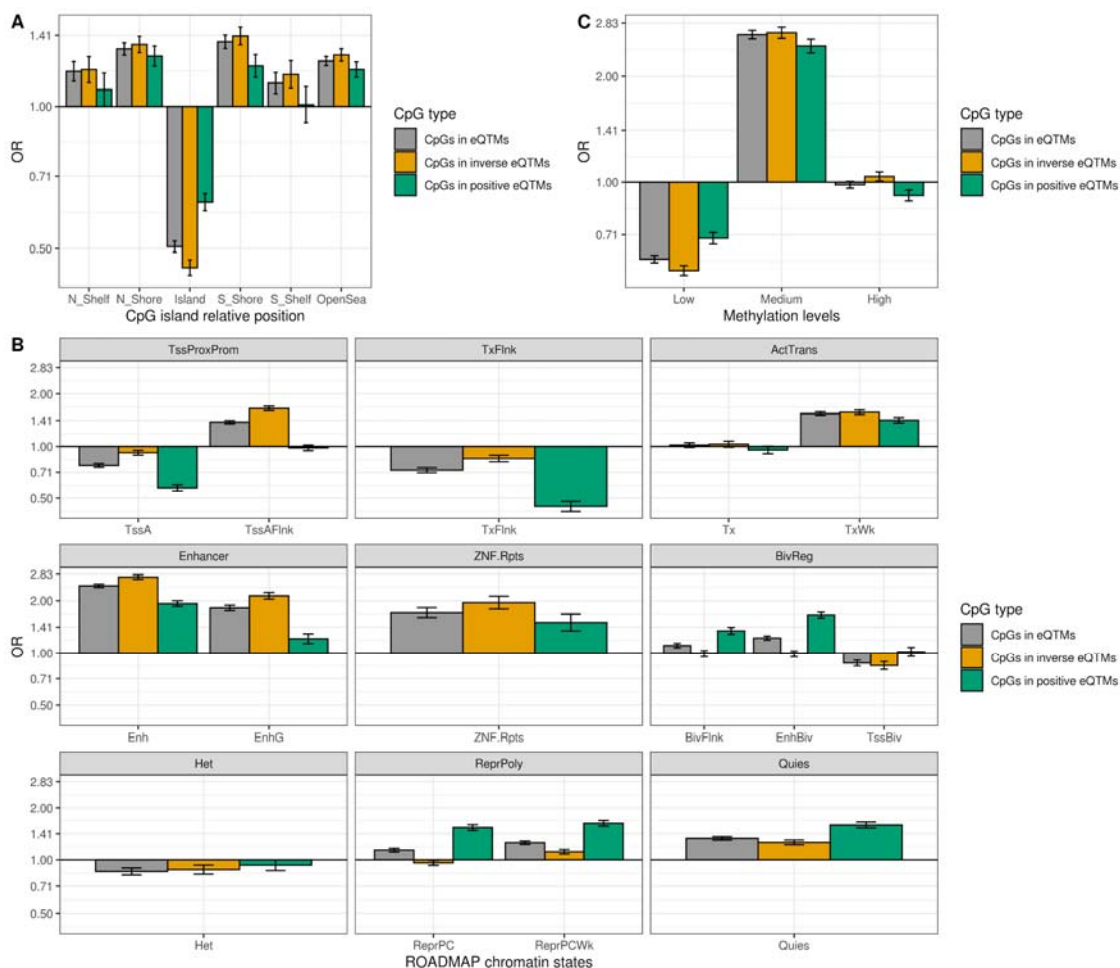 A
1.41
1.00
0.71
0.50
OR
N_Shelf N_Shore Island S_Shore S_Shelf OpenSea
CpG island relative position
CpG type
CpGs in eQTMs
CpGs in inverse eQTMs
CpGs in positive eQTMs
C
2.83
2.00
1.41
1.00
0.71
OR
Low Medium High
Methylation levels
CpG type
CpGs in eQTMs
CpGs in inverse eQTMs
CpGs in positive eQTMs
B
TssProxProm TxFlnk ActTrans
2.83
2.00
1.41
1.00
0.71
0.50
TssA TssAFlnk TxFlnk Tx TxWk
Enhancer ZNF.Rpts BivReg
2.83
2.00
1.41
1.00
0.71
0.50
OR
Enh EnhG ZNF.Rpts BivFlnk EnhBiv TssBiv
CpG type
CpGs in eQTMs
CpGs in inverse eQTMs
CpGs in positive eQTMs
Het ReprPoly Quies
2.83
2.00
1.41
1.00
0.71
0.50
Het ReprPC ReprPCWk Quies
ROADMAP chromatin states